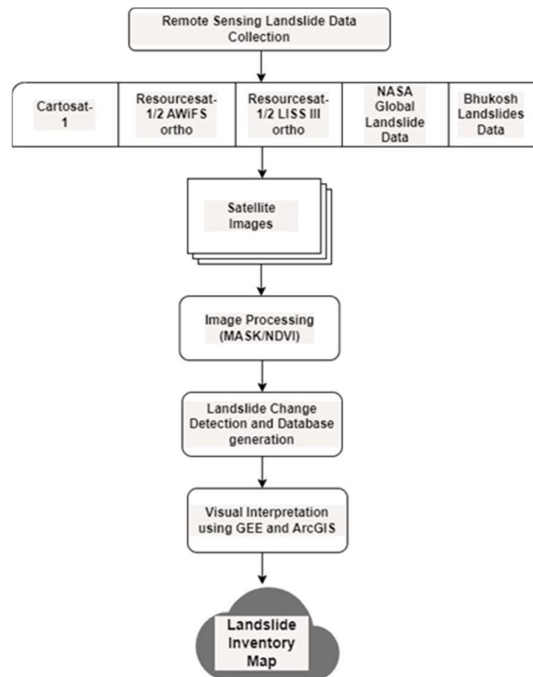 Remote Sensing Landslide Data
Collection
Cartosat-
1
Resourcesat-
1/2 AWiFS
ortho
Resourcesat-
1/2 LISS III
ortho
NASA
Global
Landslide
Data
Bhukosh
Landslides
Data
Satellite
Images
Image Processing
(MASK/NDVI)
Landslide Change
Detection and Database
generation
Visual Interpretation
using GEE and ArcGIS
Landslide
Inventory
Map